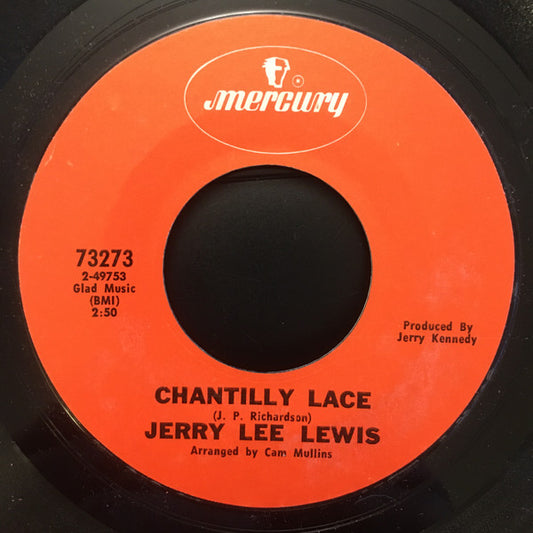 mercury
73273
2-49753
Glad Music
(BMI)
2:50
Produced By
Jerry Kennedy
CHANTILLY LACE
(J. P. Richardson)
JERRY LEE LEWIS
Arranged by Cam Mullins